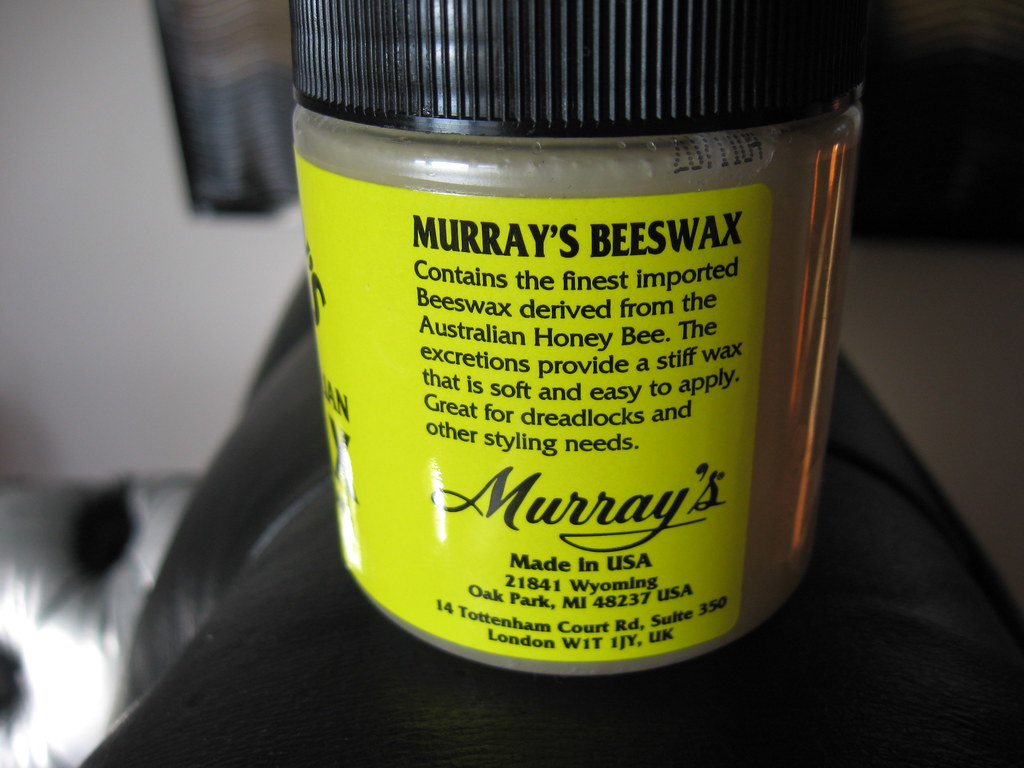 MURRAY'S BEESWAX
Contains the finest imported
Beeswax derived from the
Australian Honey Bee. The
excretions provide a stiff wax
that is soft and easy to apply.
Great for dreadlocks and
other styling needs.
Murray's
Made in USA
21841 Wyoming
Oak Park, MI 48237 USA
14 Tottenham Court Rd, Suite 350
London W1T 1JY, UK